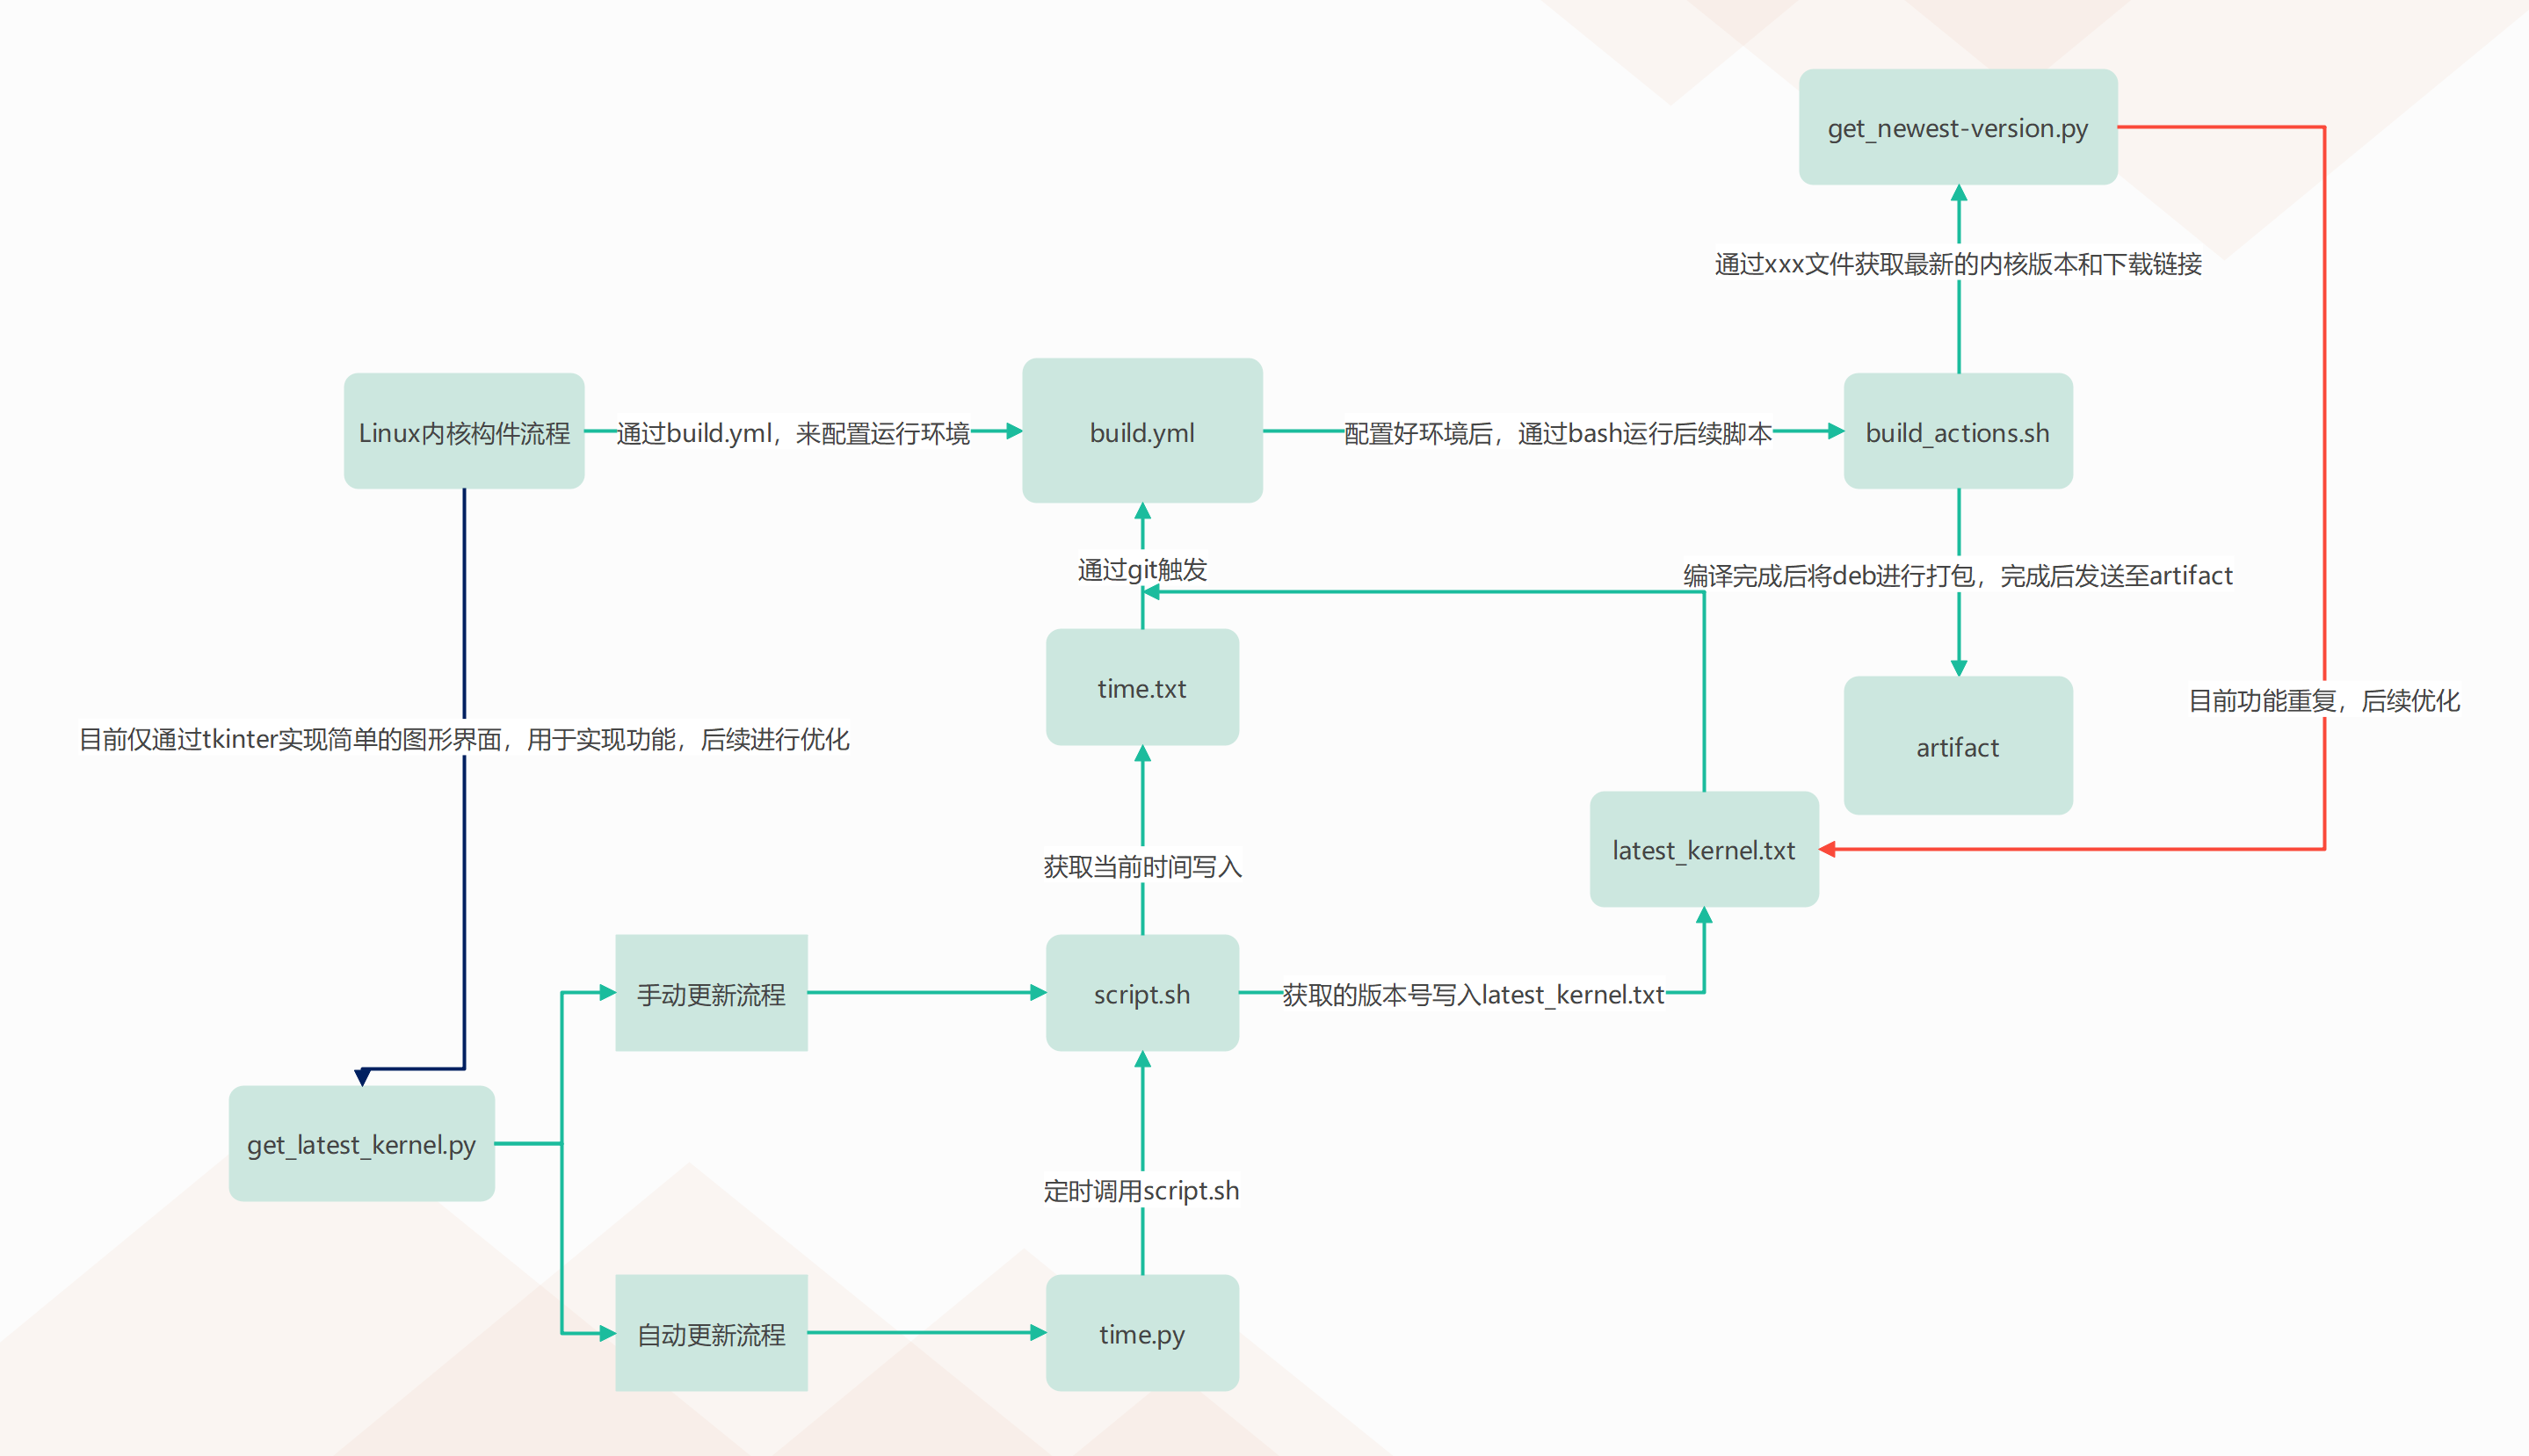 get_newest-version.py
通过xxx文件获取最新的内核版本和下载链接
Linux内核构件流程
通过build.yml，来配置运行环境
build.yml
配置好环境后，通过bash运行后续脚本
build_actions.sh
通过git触发
编译完成后将deb进行打包，完成后发送至artifact
time.txt
目前功能重复，后续优化
目前仅通过tkinter实现简单的图形界面，用于实现功能，后续进行优化
artifact
latest_kernel.txt
获取当前时间写入
手动更新流程
script.sh
获取的版本号写入latest_kernel.txt
get_latest_kernel.py
定时调用script.sh
自动更新流程
time.py